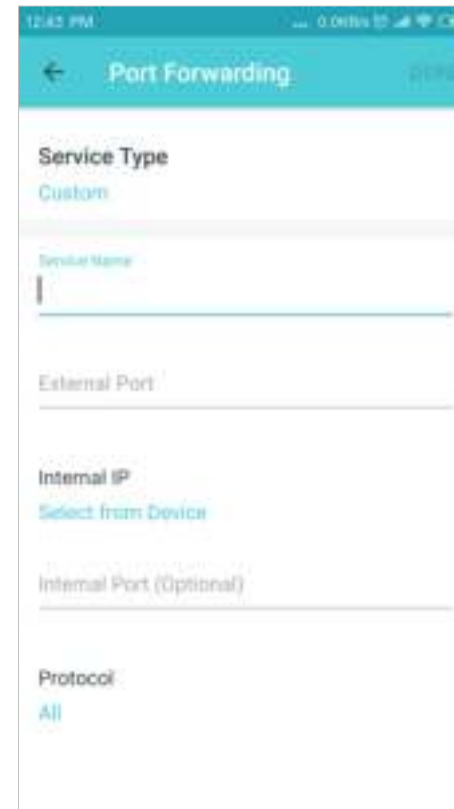 12:43 PM
Port Forwarding
Service Type
Custom
Service Name
External Port
Internal IP
Select from Device
Internal Port (Optional)
Protocol
All